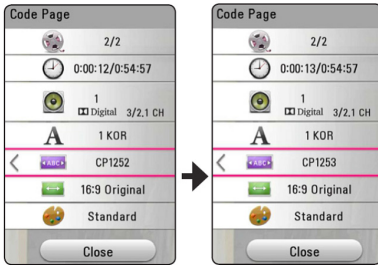 Code Page
2/2
0:00:12/0:54:57
1
Digital 3/2.1 CH
A 1 KOR
ABC CP1252
16:9 Original
Standard
Close
Code Page
2/2
0:00:13/0:54:57
1
Digital 3/2.1 CH
A 1 KOR
ABC CP1253
16:9 Original
Standard
Close